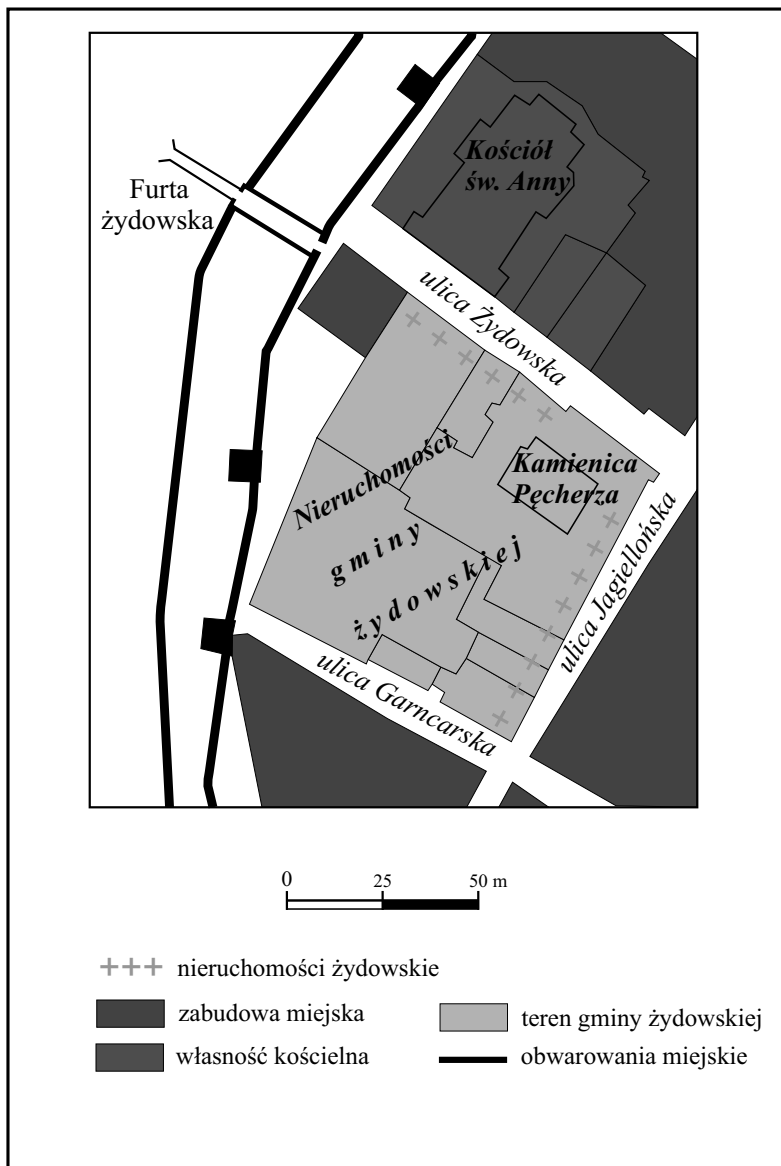 Kościół
św. Anny
Furta
żydowska
ulica Żydowska
Kamienica
Pęcherza
Nieruchomości
gminy
żydowskiej
ulica Jagiellońska
ulica Garncarska
0 25 50 m
+++ nieruchomości żydowskie
zabudowa miejska
teren gminy żydowskiej
własność kościelna
obwarowania miejskie